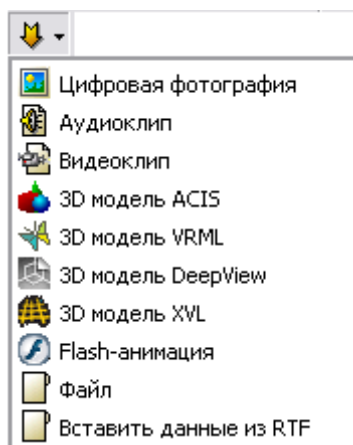 Цифровая фотография
Аудиоклип
Видеоклип
3D модель ACIS
3D модель VRML
3D модель DeepView
3D модель XVL
Flash-анимация
Файл
Вставить данные из RTF